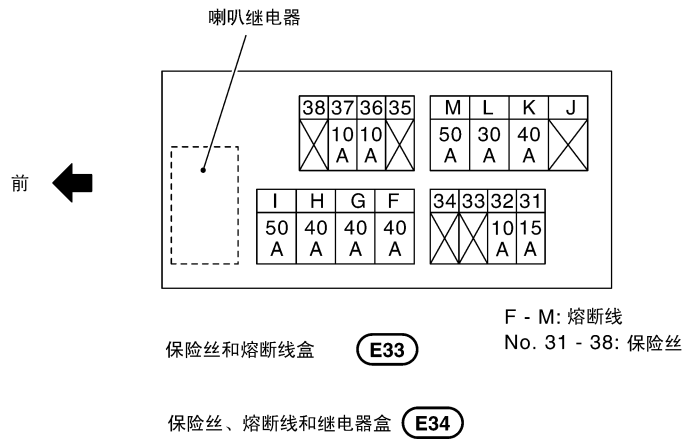 喇叭继电器
38 37 36 35 M L K J
10 A 10 A 50 A 30 A 40 A
前
I H G F 34 33 32 31
50 A 40 A 40 A 40 A 10 A 15 A
F - M: 熔断线
No. 31 - 38: 保险丝
保险丝和熔断线盒 E33
保险丝、熔断线和继电器盒 E34